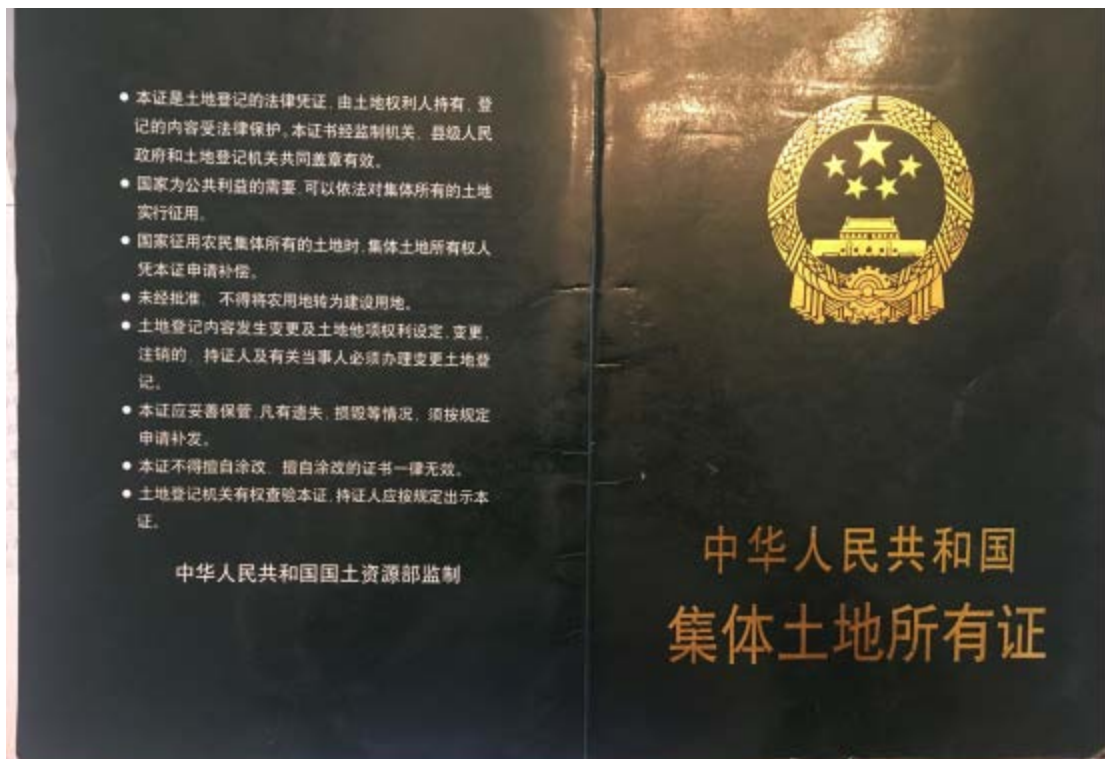 ● 本证是土地登记的法律凭证，由土地权利人持有，登
记的内容受法律保护。本证书经监制机关、县级人民
政府和土地登记机关共同盖章有效。
● 国家为公共利益的需要，可以依法对集体所有的土地
实行征用。
● 国家征用农民集体所有的土地时，集体土地所有权人
凭本证申请补偿。
● 未经批准，不得将农用地转为建设用地。
● 土地登记内容发生变更及土地他项权利设定、变更、
注销的，持证人及有关当事人必须办理变更土地登
记。
● 本证应妥善保管，凡有遗失、损毁等情况，须按规定
申请补发。
● 本证不得擅自涂改，擅自涂改的证书一律无效。
● 土地登记机关有权查验本证，持证人应按规定出示本
证。
中华人民共和国国土资源部监制
中华人民共和国
集体土地所有证